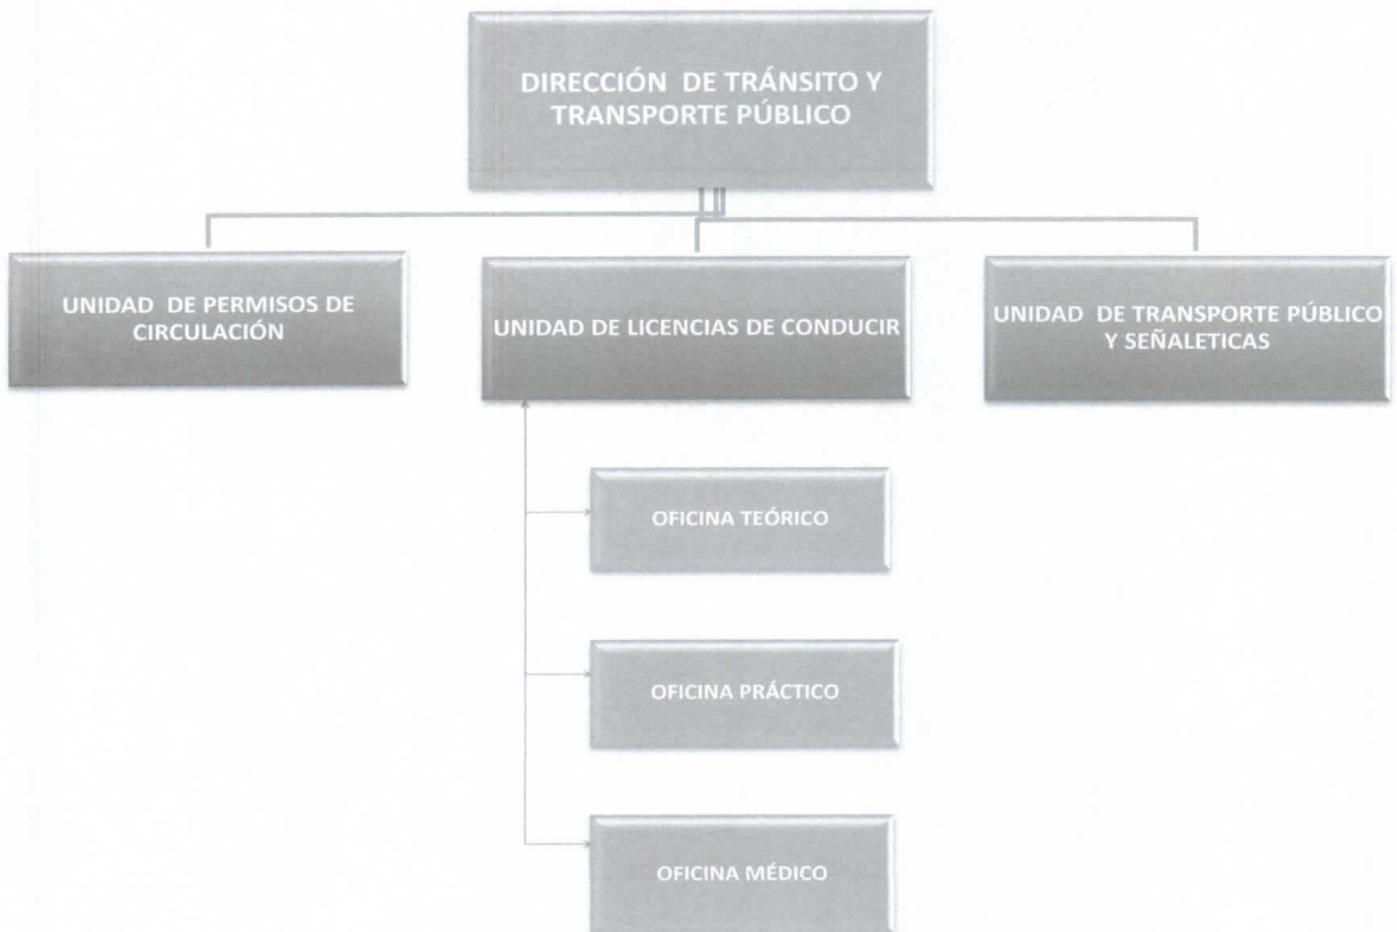 DIRECCIÓN DE TRÁNSITO Y
TRANSPORTE PÚBLICO
UNIDAD DE PERMISOS DE
CIRCULACIÓN
UNIDAD DE LICENCIAS DE CONDUCIR
UNIDAD DE TRANSPORTE PÚBLICO
Y SEÑALETICAS
OFICINA TEÓRICO
OFICINA PRÁCTICO
OFICINA MÉDICO